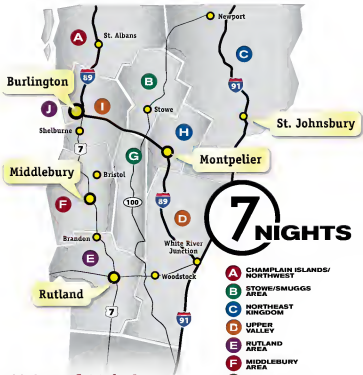 Newport
A
St. Albans
C
89
Burlington
B
91
J
I
Stowe
St. Johnsbury
Shelburne
H
7
G
Montpelier
Middlebury
Bristol
F
100
89
7 NIGHTS
D
Brandon
White River
Junction
E
Woodstock
Rutland
7
91
A CHAMPLAIN ISLANDS/
NORTHWEST
B STOWE/SMUGGS
AREA
C NORTHEAST
KINGDOM
D UPPER
VALLEY
E RUTLAND
AREA
F MIDDLEBURY
AREA